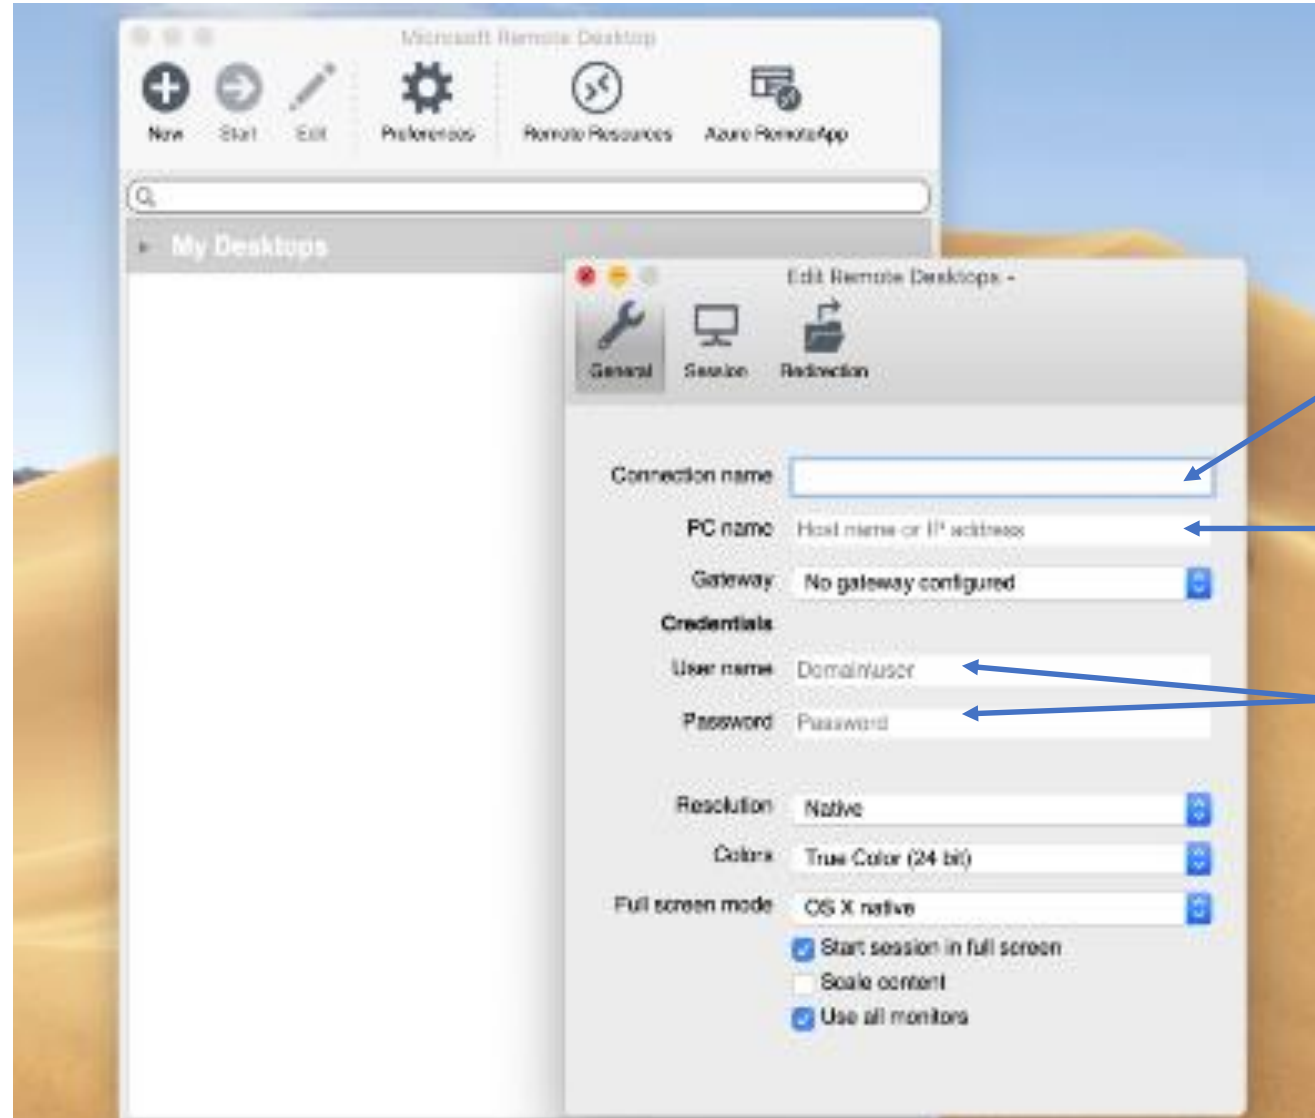 Microsoft Remote Desktop
New Start Edit Preferences Remote Resources Azure RemoteApp
My Desktops
Edit Remote Desktops -
General Session Redirection
Connection name
PC name Host name or IP address
Gateway No gateway configured
Credentials
User name Domain\user
Password Password
Resolution Native
Colors True Color (24 bit)
Full screen mode OS X native
Start session in full screen
Scale content
Use all monitors